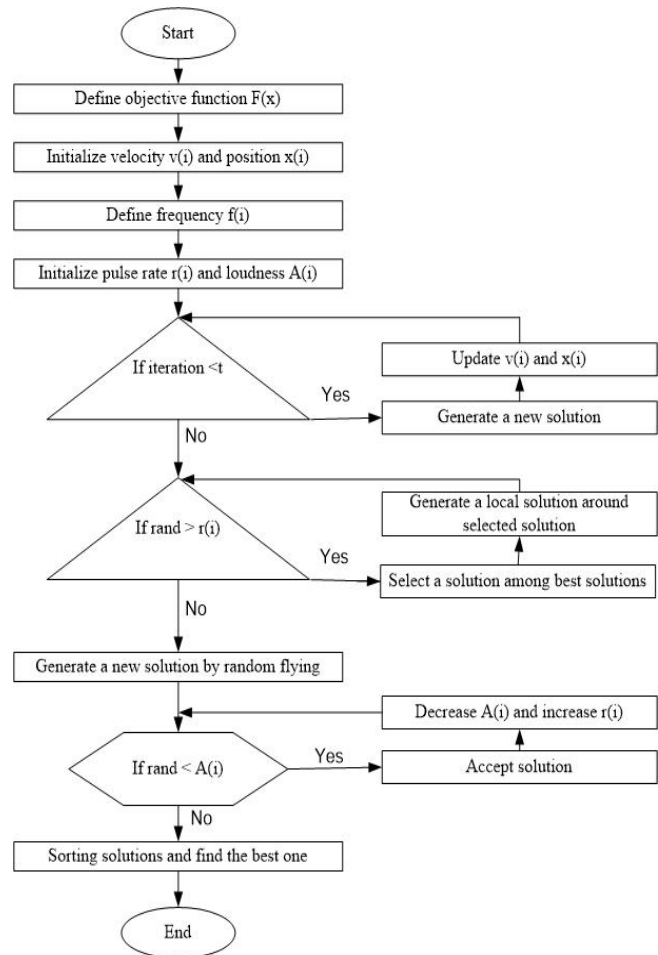 Start
Define objective function F(x)
Initialize velocity v(i) and position x(i)
Define frequency f(i)
Initialize pulse rate r(i) and loudness A(i)
If iteration <t
Yes
Update v(i) and x(i)
Generate a new solution
No
If rand > r(i)
Yes
Generate a local solution around
selected solution
Select a solution among best solutions
No
Generate a new solution by random flying
Decrease A(i) and increase r(i)
If rand < A(i)
Yes
Accept solution
No
Sorting solutions and find the best one
End